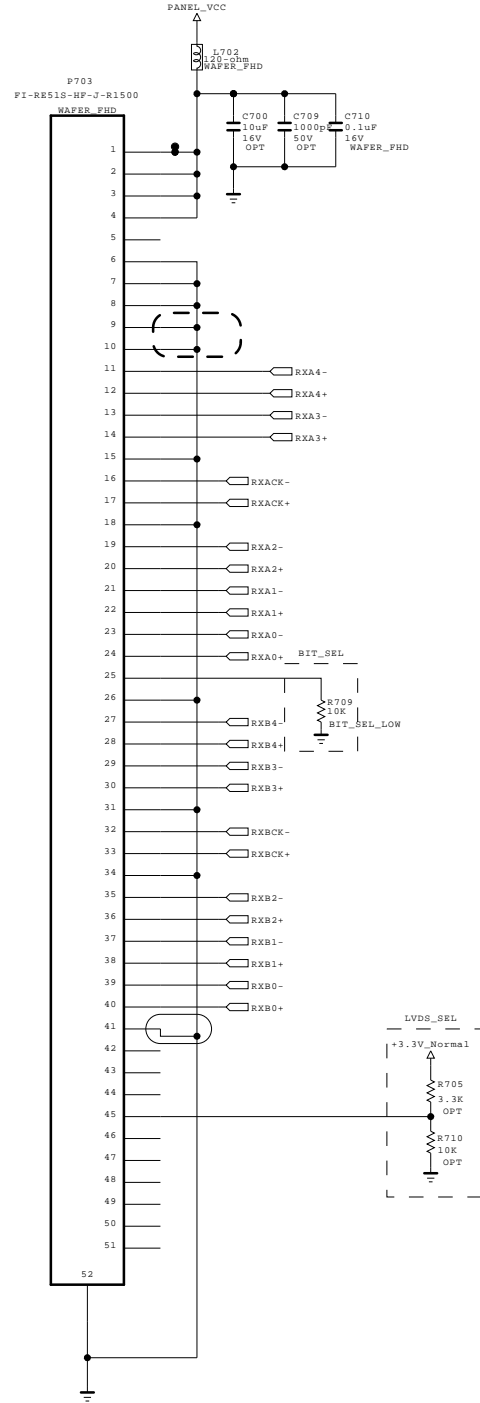 PANEL_VCC
L702
120-ohm
WAFER_FHD
P703
FI-RE51S-HF-J-R1500
WAFER_FHD
C700
10uF
16V
OPT
C709
1000pF
50V
OPT
C710
0.1uF
16V
WAFER_FHD
1
2
3
4
5
6
7
8
9
10
11
RXA4-
12
RXA4+
13
RXA3-
14
RXA3+
15
16
RXACK-
17
RXACK+
18
19
RXA2-
20
RXA2+
21
RXA1-
22
RXA1+
23
RXA0-
24
RXA0+
BIT_SEL
25
R709
10K
BIT_SEL_LOW
26
27
RXB4-
28
RXB4+
29
RXB3-
30
RXB3+
31
32
RXBCK-
33
RXBCK+
34
35
RXB2-
36
RXB2+
37
RXB1-
38
RXB1+
39
RXB0-
40
RXB0+
41
LVDS_SEL
+3.3V_Normal
42
43
44
R705
3.3K
OPT
45
R710
10K
OPT
46
47
48
49
50
51
52